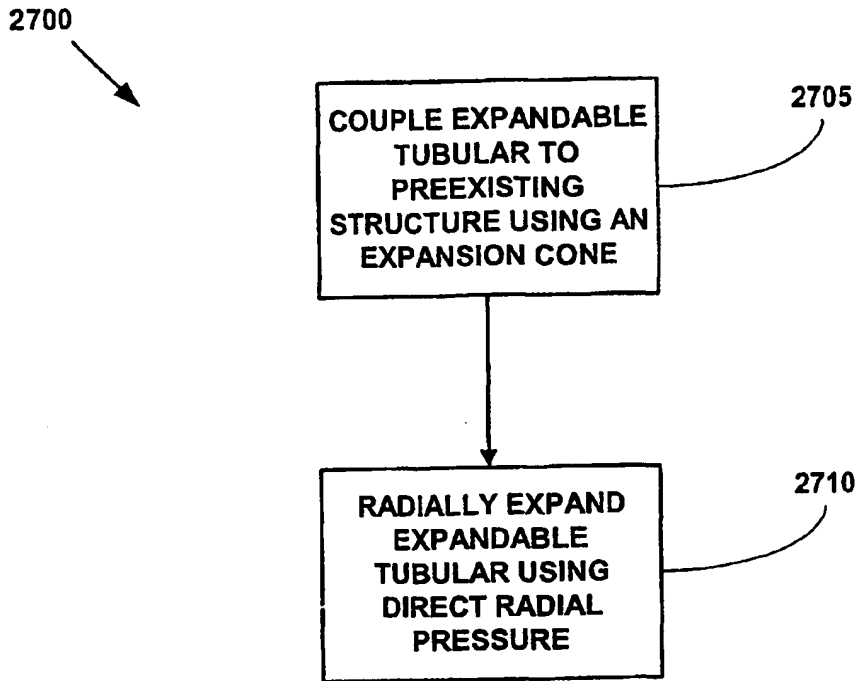 2700
2705
COUPLE EXPANDABLE
TUBULAR TO
PREEXISTING
STRUCTURE USING AN
EXPANSION CONE
2710
RADIALLY EXPAND
EXPANDABLE
TUBULAR USING
DIRECT RADIAL
PRESSURE